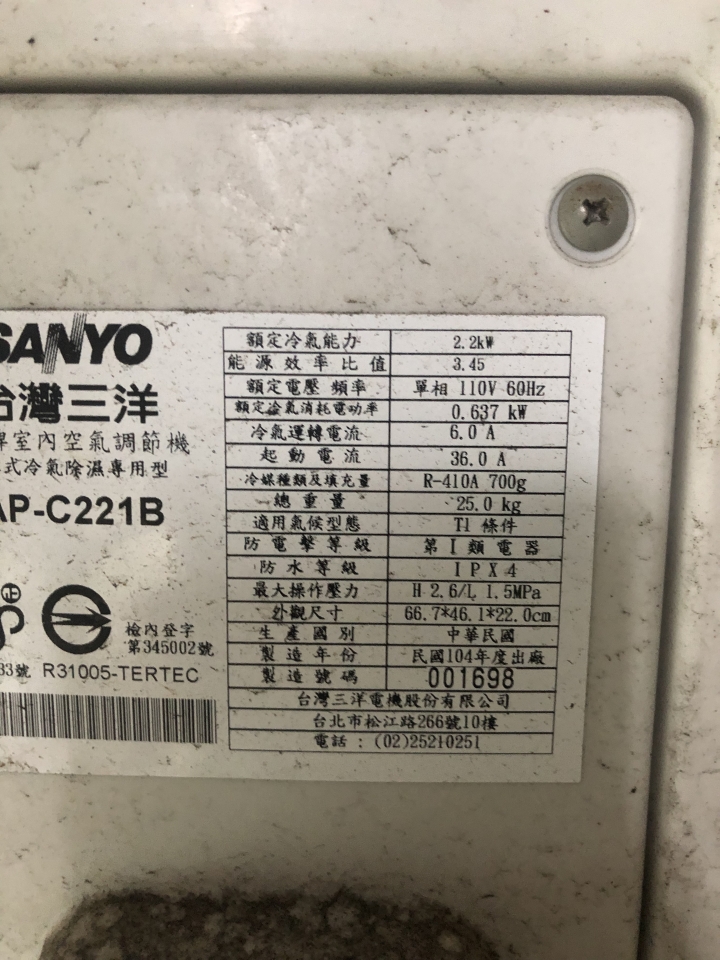 SANYO
台灣三洋
室內空氣調節機
式冷氣除濕專用型
AP-C221B
檢內登字
第345002號
33號 R31005-TERTEC
額定冷氣能力 2.2kW
能源效率比值 3.45
額定電壓 頻率 單相 110V 60Hz
額定冷氣消耗電功率 0.637 kW
冷氣運轉電流 6.0 A
起動電流 36.0 A
冷媒種類及填充量 R-410A 700g
總重量 25.0 kg
適用氣候型態 T1 條件
防電擊等級 第 I 類電器
防水等級 IPX4
最大操作壓力 H 2.6/L 1.5MPa
外觀尺寸 66.7*46.1*22.0cm
生產國別 中華民國
製造年份 民國104年度出廠
製造號碼 001698
台灣三洋電機股份有限公司
台北市松江路266號10樓
電話：(02)25210251